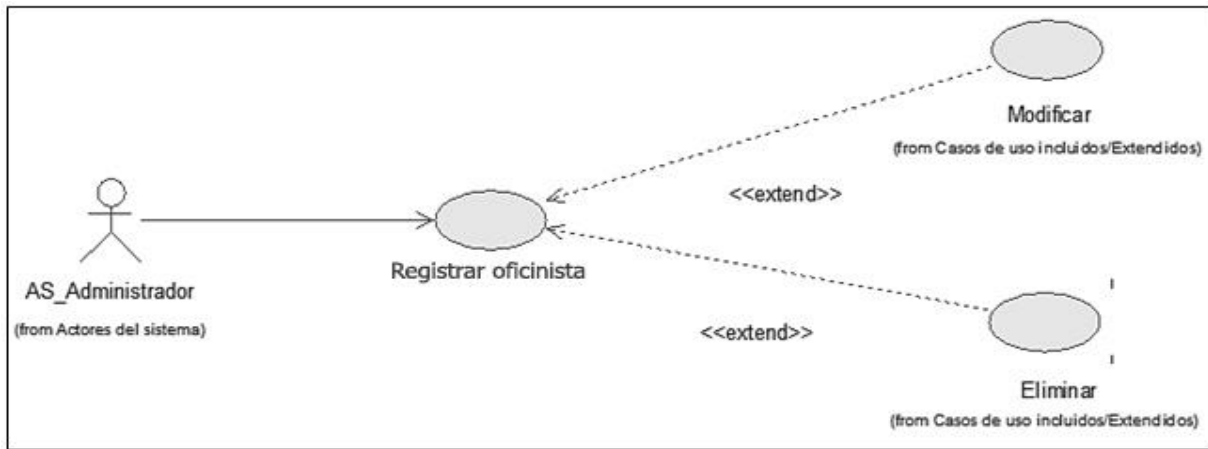 Modificar
(from Casos de uso incluidos/Extendidos)
<<extend>>
Registrar oficinista
AS_Administrador
(from Actores del sistema)
<<extend>>
Eliminar
(from Casos de uso incluidos/Extendidos)